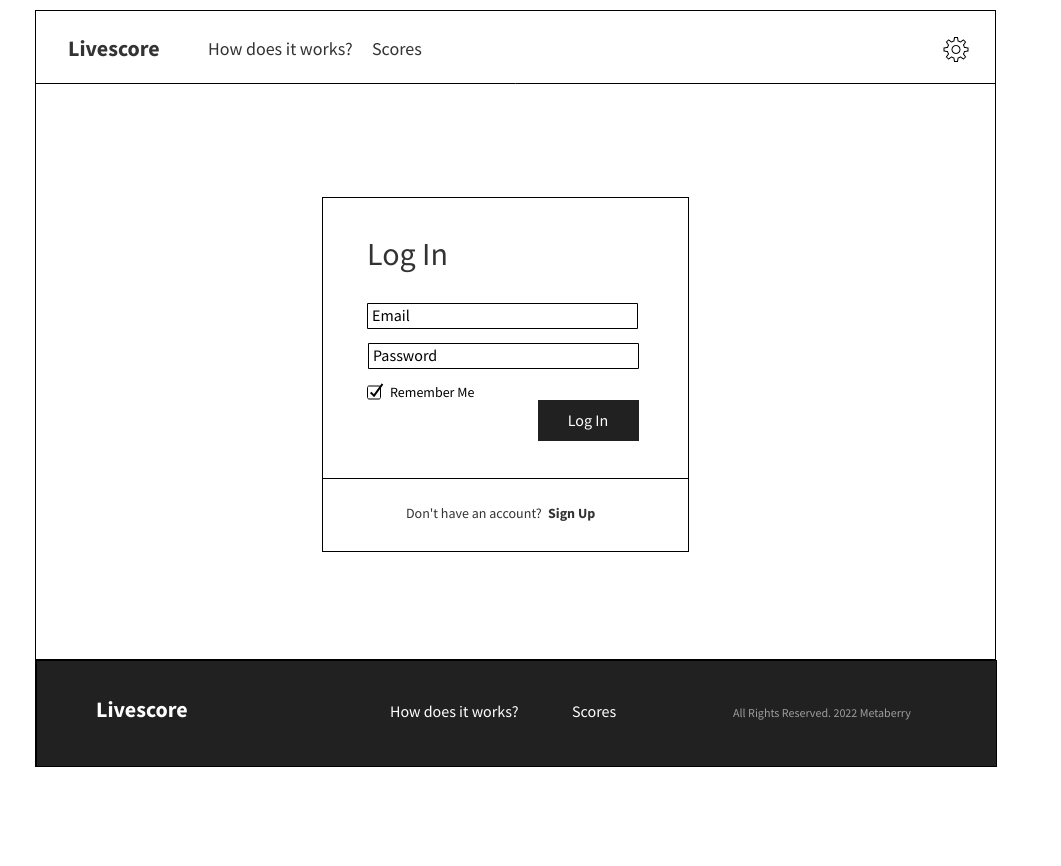 Livescore How does it works? Scores
Log In
Email
Password
Remember Me
Log In
Don't have an account? Sign Up
Livescore How does it works? Scores All Rights Reserved. 2022 Metaberry